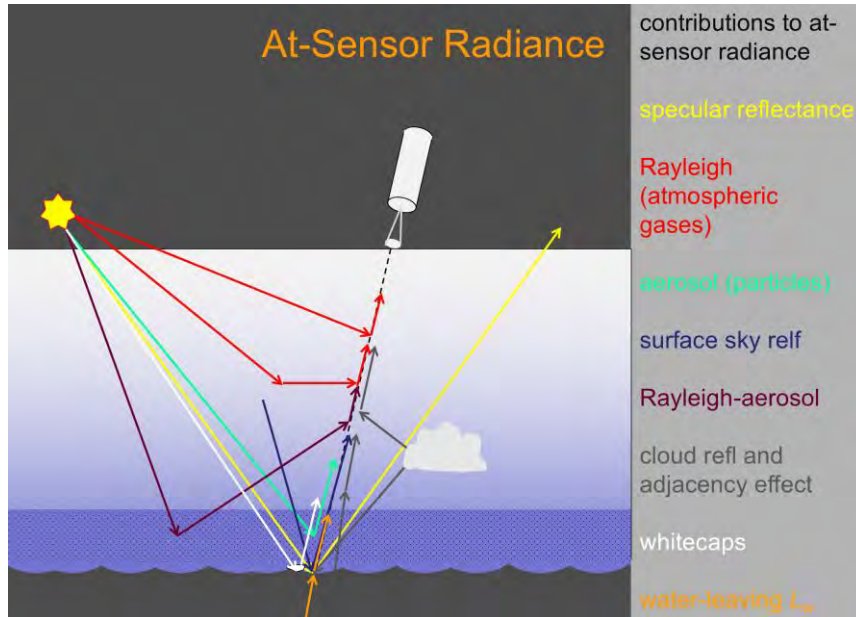 At-Sensor Radiance
contributions to at-
sensor radiance
specular reflectance
Rayleigh
(atmospheric
gases)
aerosol (particles)
surface sky relf
Rayleigh-aerosol
cloud refl and
adjacency effect
whitecaps
water-leaving L